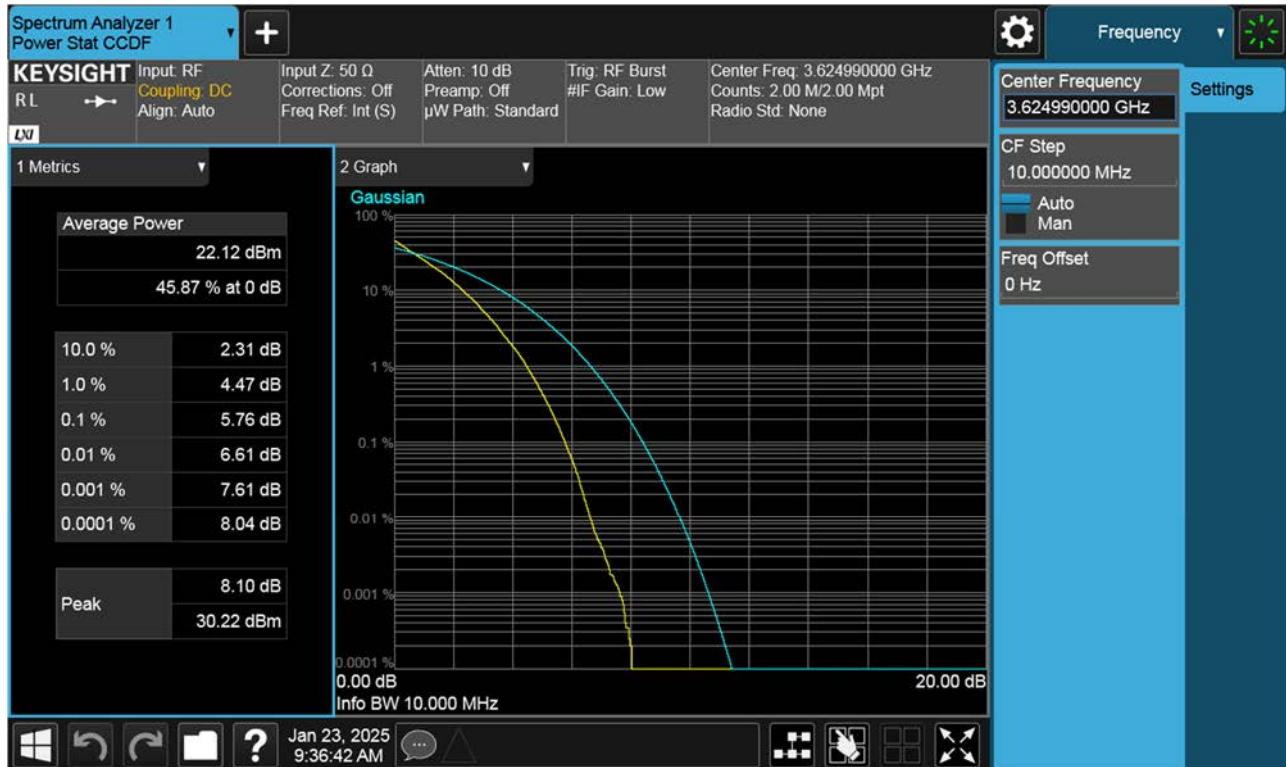 Spectrum Analyzer 1
Power Stat CCDF
Frequency
KEYSIGHT
RL
LXI
Input: RF
Coupling: DC
Align: Auto
Input Z: 50 Ω
Corrections: Off
Freq Ref: Int (S)
Atten: 10 dB
Preamp: Off
µW Path: Standard
Trig: RF Burst
#IF Gain: Low
Center Freq: 3.624990000 GHz
Counts: 2.00 M/2.00 Mpt
Radio Std: None
Center Frequency
3.624990000 GHz
Settings
CF Step
10.000000 MHz
Auto
Man
Freq Offset
0 Hz
1 Metrics
Average Power
22.12 dBm
45.87 % at 0 dB
10.0 % 2.31 dB
1.0 % 4.47 dB
0.1 % 5.76 dB
0.01 % 6.61 dB
0.001 % 7.61 dB
0.0001 % 8.04 dB
Peak
8.10 dB
30.22 dBm
2 Graph
Gaussian
100 %
10 %
1 %
0.1 %
0.01 %
0.001 %
0.0001 %
0.00 dB 20.00 dB
Info BW 10.000 MHz
?
Jan 23, 2025
9:36:42 AM